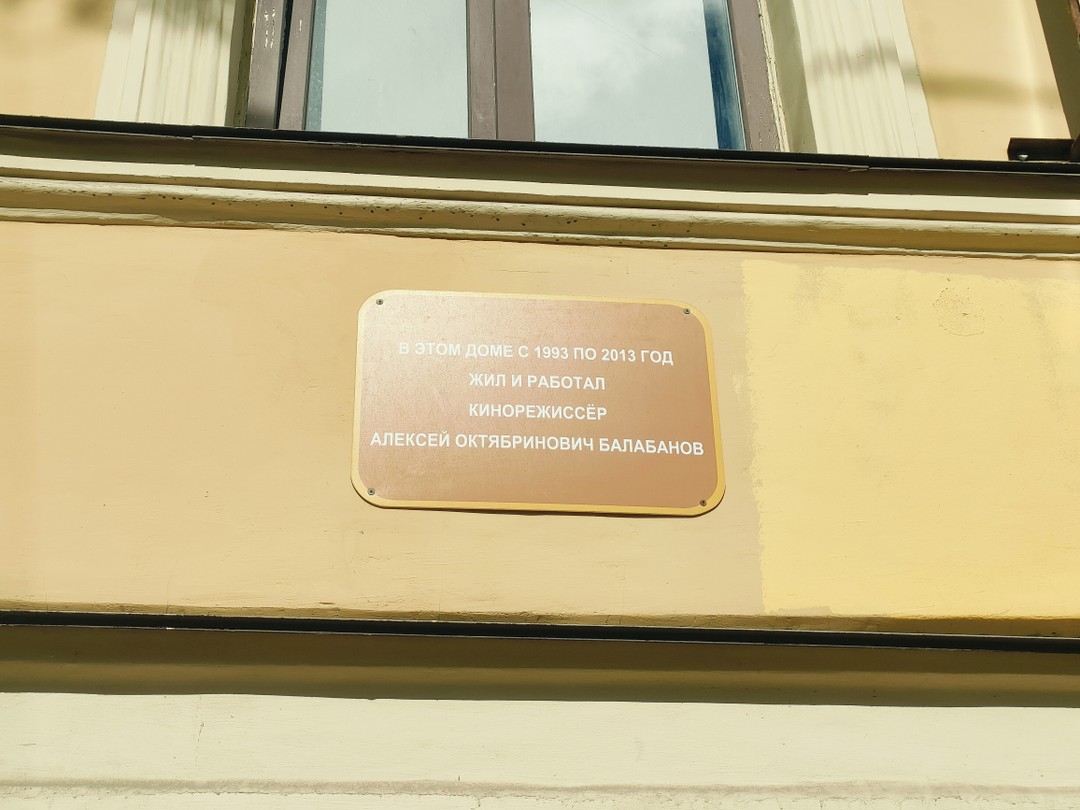 В ЭТОМ ДОМЕ С 1993 ПО 2013 ГОД
ЖИЛ И РАБОТАЛ
КИНОРЕЖИССЁР
АЛЕКСЕЙ ОКТЯБРИНОВИЧ БАЛАБАНОВ